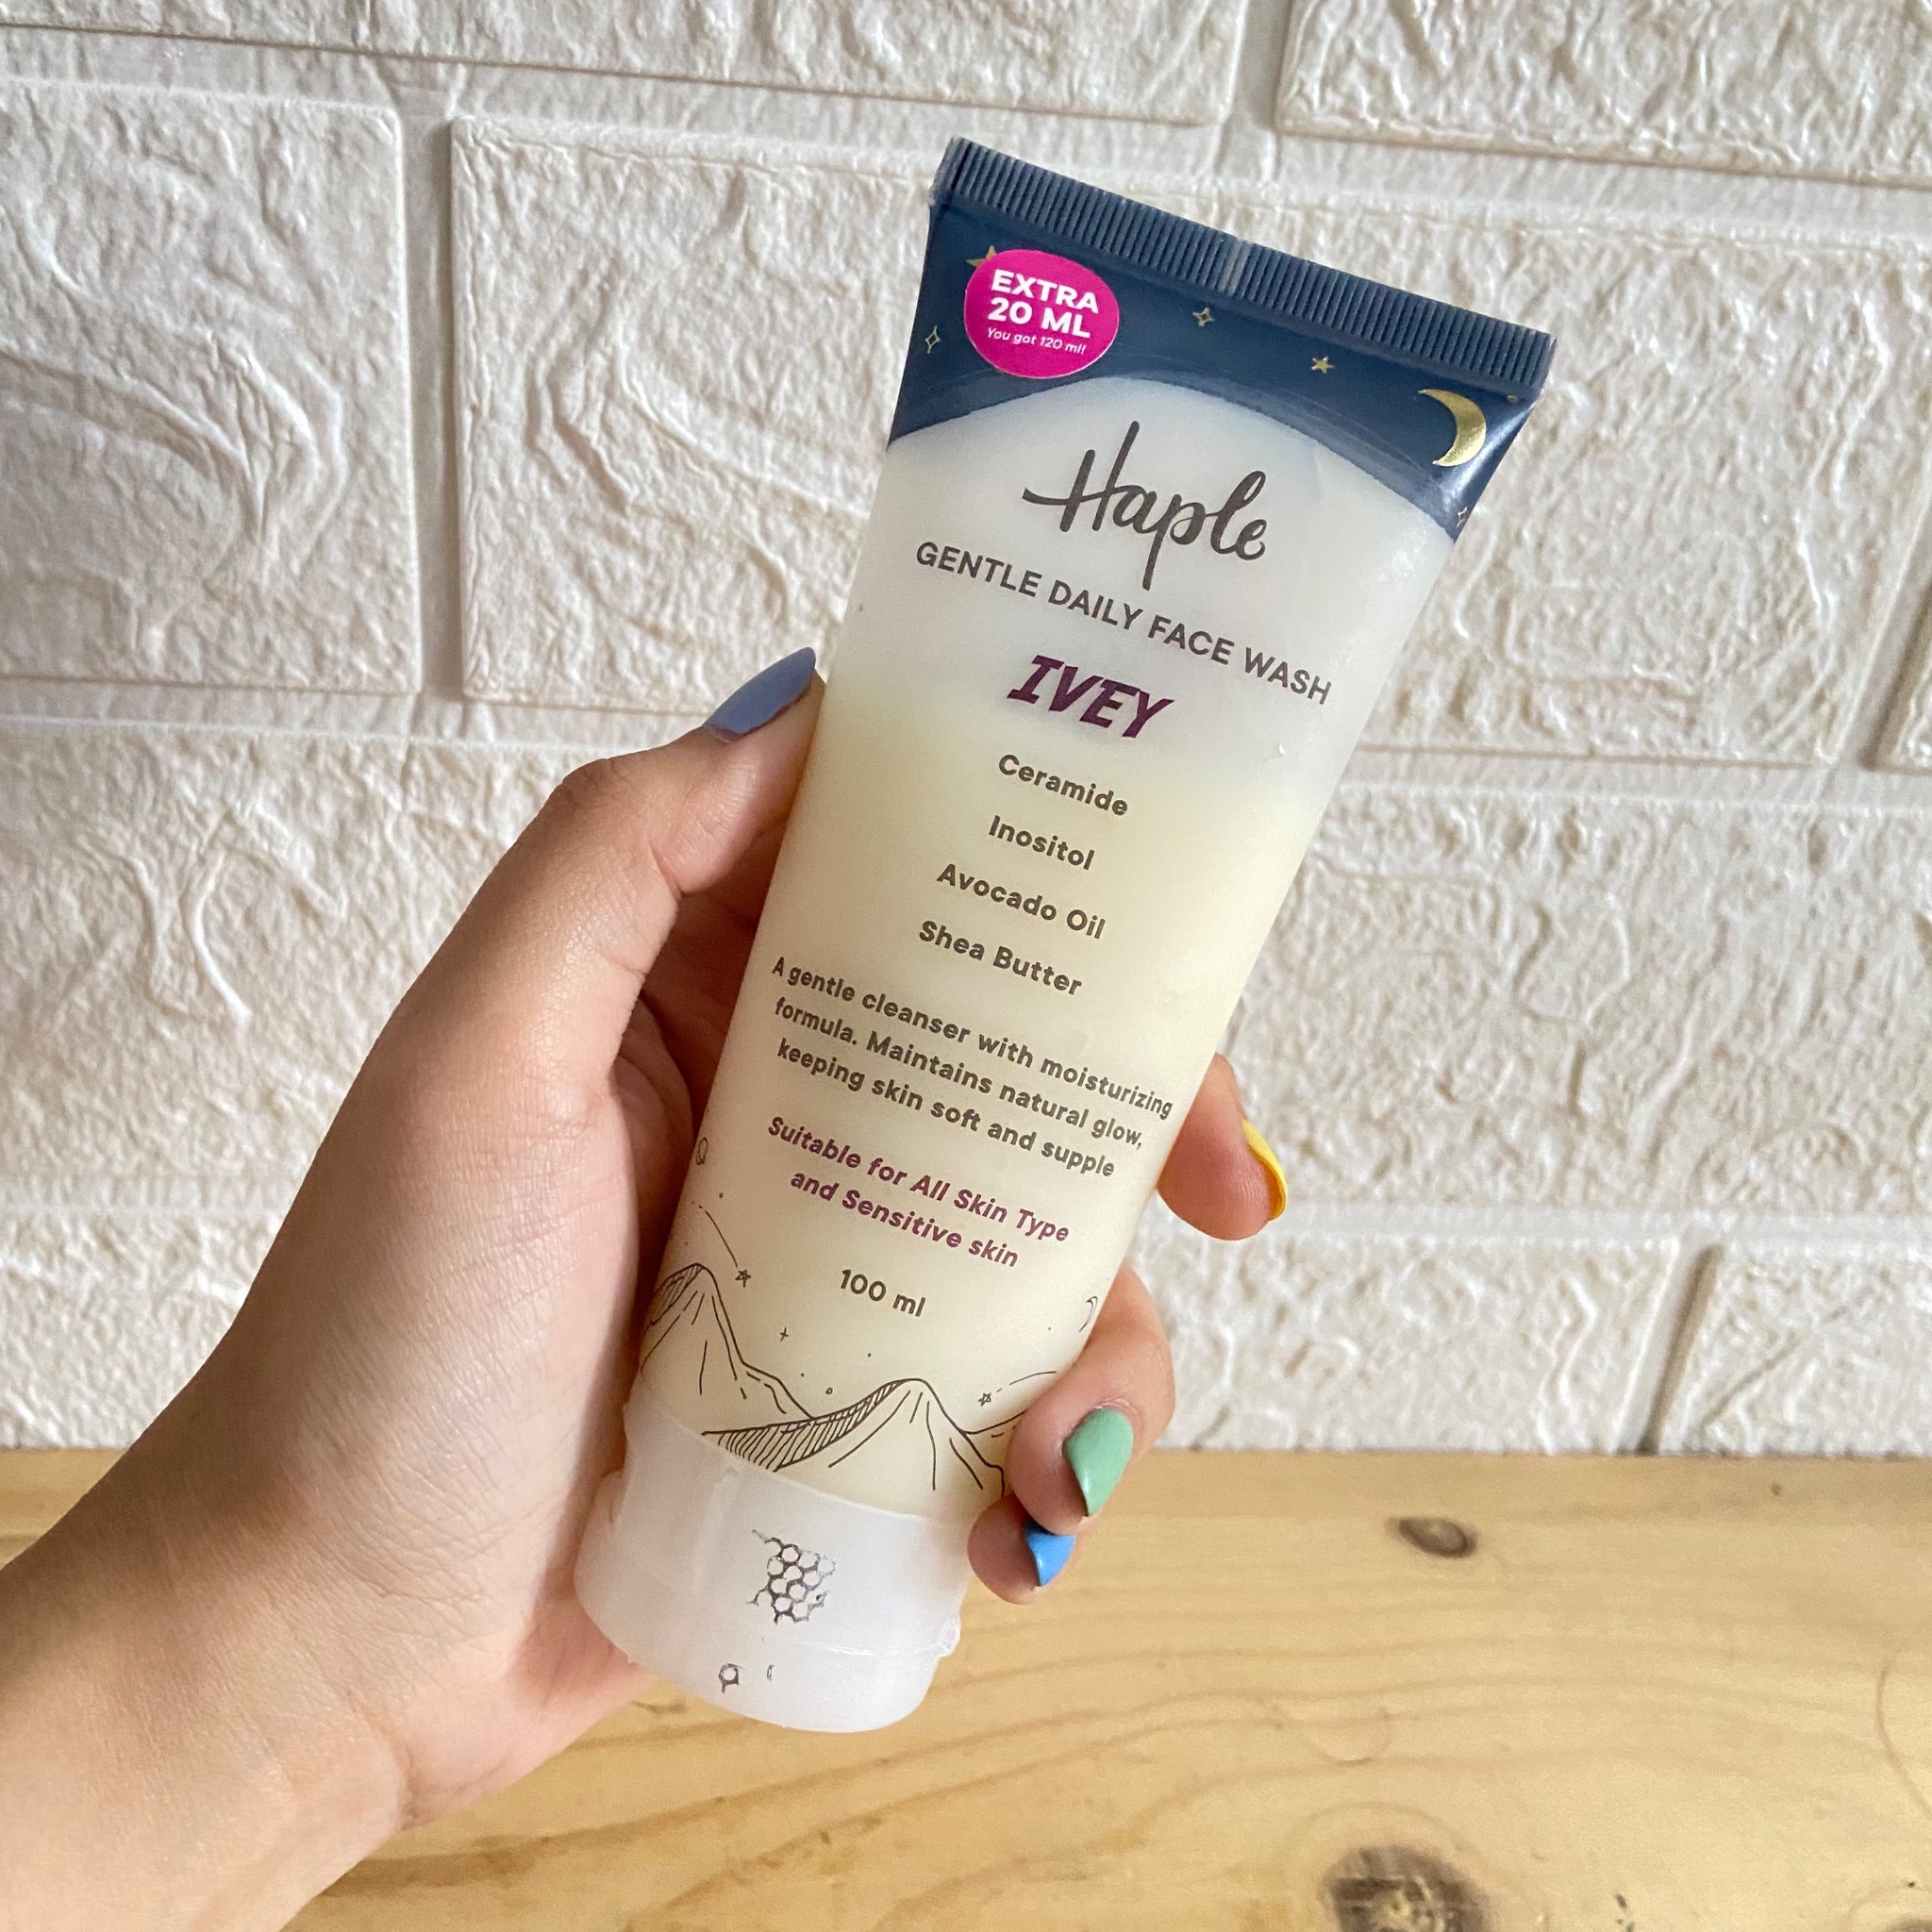 EXTRA
20 ML
You got 120 ml!
Haple
GENTLE DAILY FACE WASH
IVEY
Ceramide
Inositol
Avocado Oil
Shea Butter
A gentle cleanser with moisturizing
formula. Maintains natural glow,
keeping skin soft and supple
Suitable for All Skin Type
and Sensitive skin
100 ml